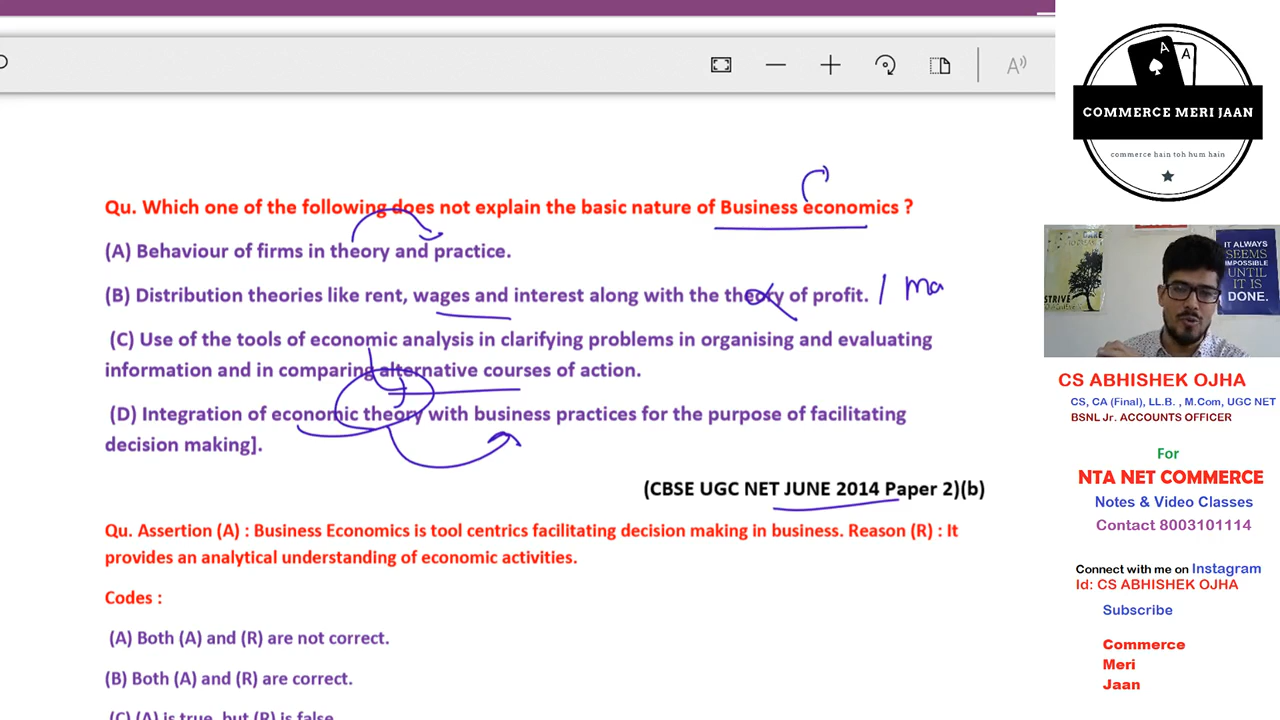 Qu. Which one of the following does not explain the basic nature of Business economics ?
(A) Behaviour of firms in theory and practice.
(B) Distribution theories like rent, wages and interest along with the theory of profit. / ma
(C) Use of the tools of economic analysis in clarifying problems in organising and evaluating
information and in comparing alternative courses of action.
(D) Integration of economic theory with business practices for the purpose of facilitating
decision making].
(CBSE UGC NET JUNE 2014 Paper 2)(b)
Qu. Assertion (A) : Business Economics is tool centrics facilitating decision making in business. Reason (R) : It
provides an analytical understanding of economic activities.
Codes :
(A) Both (A) and (R) are not correct.
(B) Both (A) and (R) are correct.
(C) (A) is true, but (R) is false.
A
A
COMMERCE MERI JAAN
commerce hain toh hum hain
STRIVE
IT ALWAYS
SEEMS
IMPOSSIBLE
UNTIL
IT IS
DONE.
CS ABHISHEK OJHA
CS, CA (Final), LL.B. , M.Com, UGC NET
BSNL Jr. ACCOUNTS OFFICER
For
NTA NET COMMERCE
Notes & Video Classes
Contact 8003101114
Connect with me on Instagram
Id: CS ABHISHEK OJHA
Subscribe
Commerce
Meri
Jaan